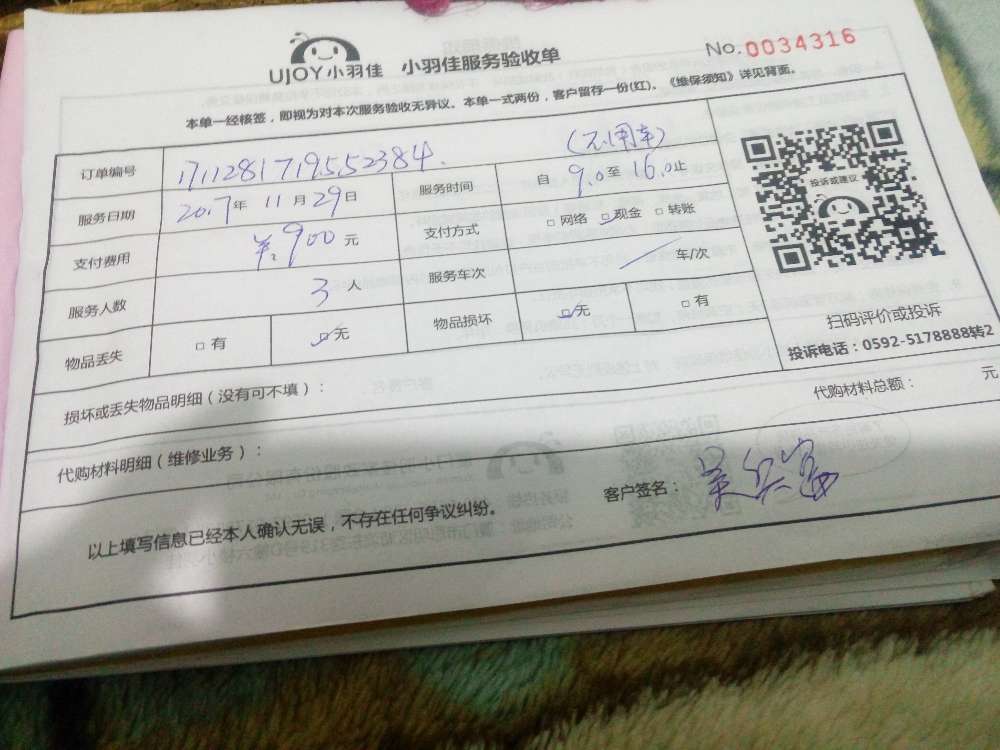 UJOY小羽佳 小羽佳服务验收单 No.0034316
本单一经核签，即视为对本次服务验收无异议。本单一式两份，客户留存一份(红)。《维保须知》详见背面。
订单编号 1711281719552384. (不用车)
服务日期 2017年 11月29日 服务时间 自 9.0至 16.0止
支付费用 ¥:900元 支付方式 □网络 □现金 □转账
服务人数 3人 服务车次 / 车/次
物品丢失 □有 □无 物品损坏 □无 □有
投诉或建议
扫码评价或投诉
投诉电话：0592-5178888转2
损坏或丢失物品明细（没有可不填）：
代购材料明细（维修业务）： 代购材料总额： 元
以上填写信息已经本人确认无误，不存在任何争议纠纷。 客户签名：